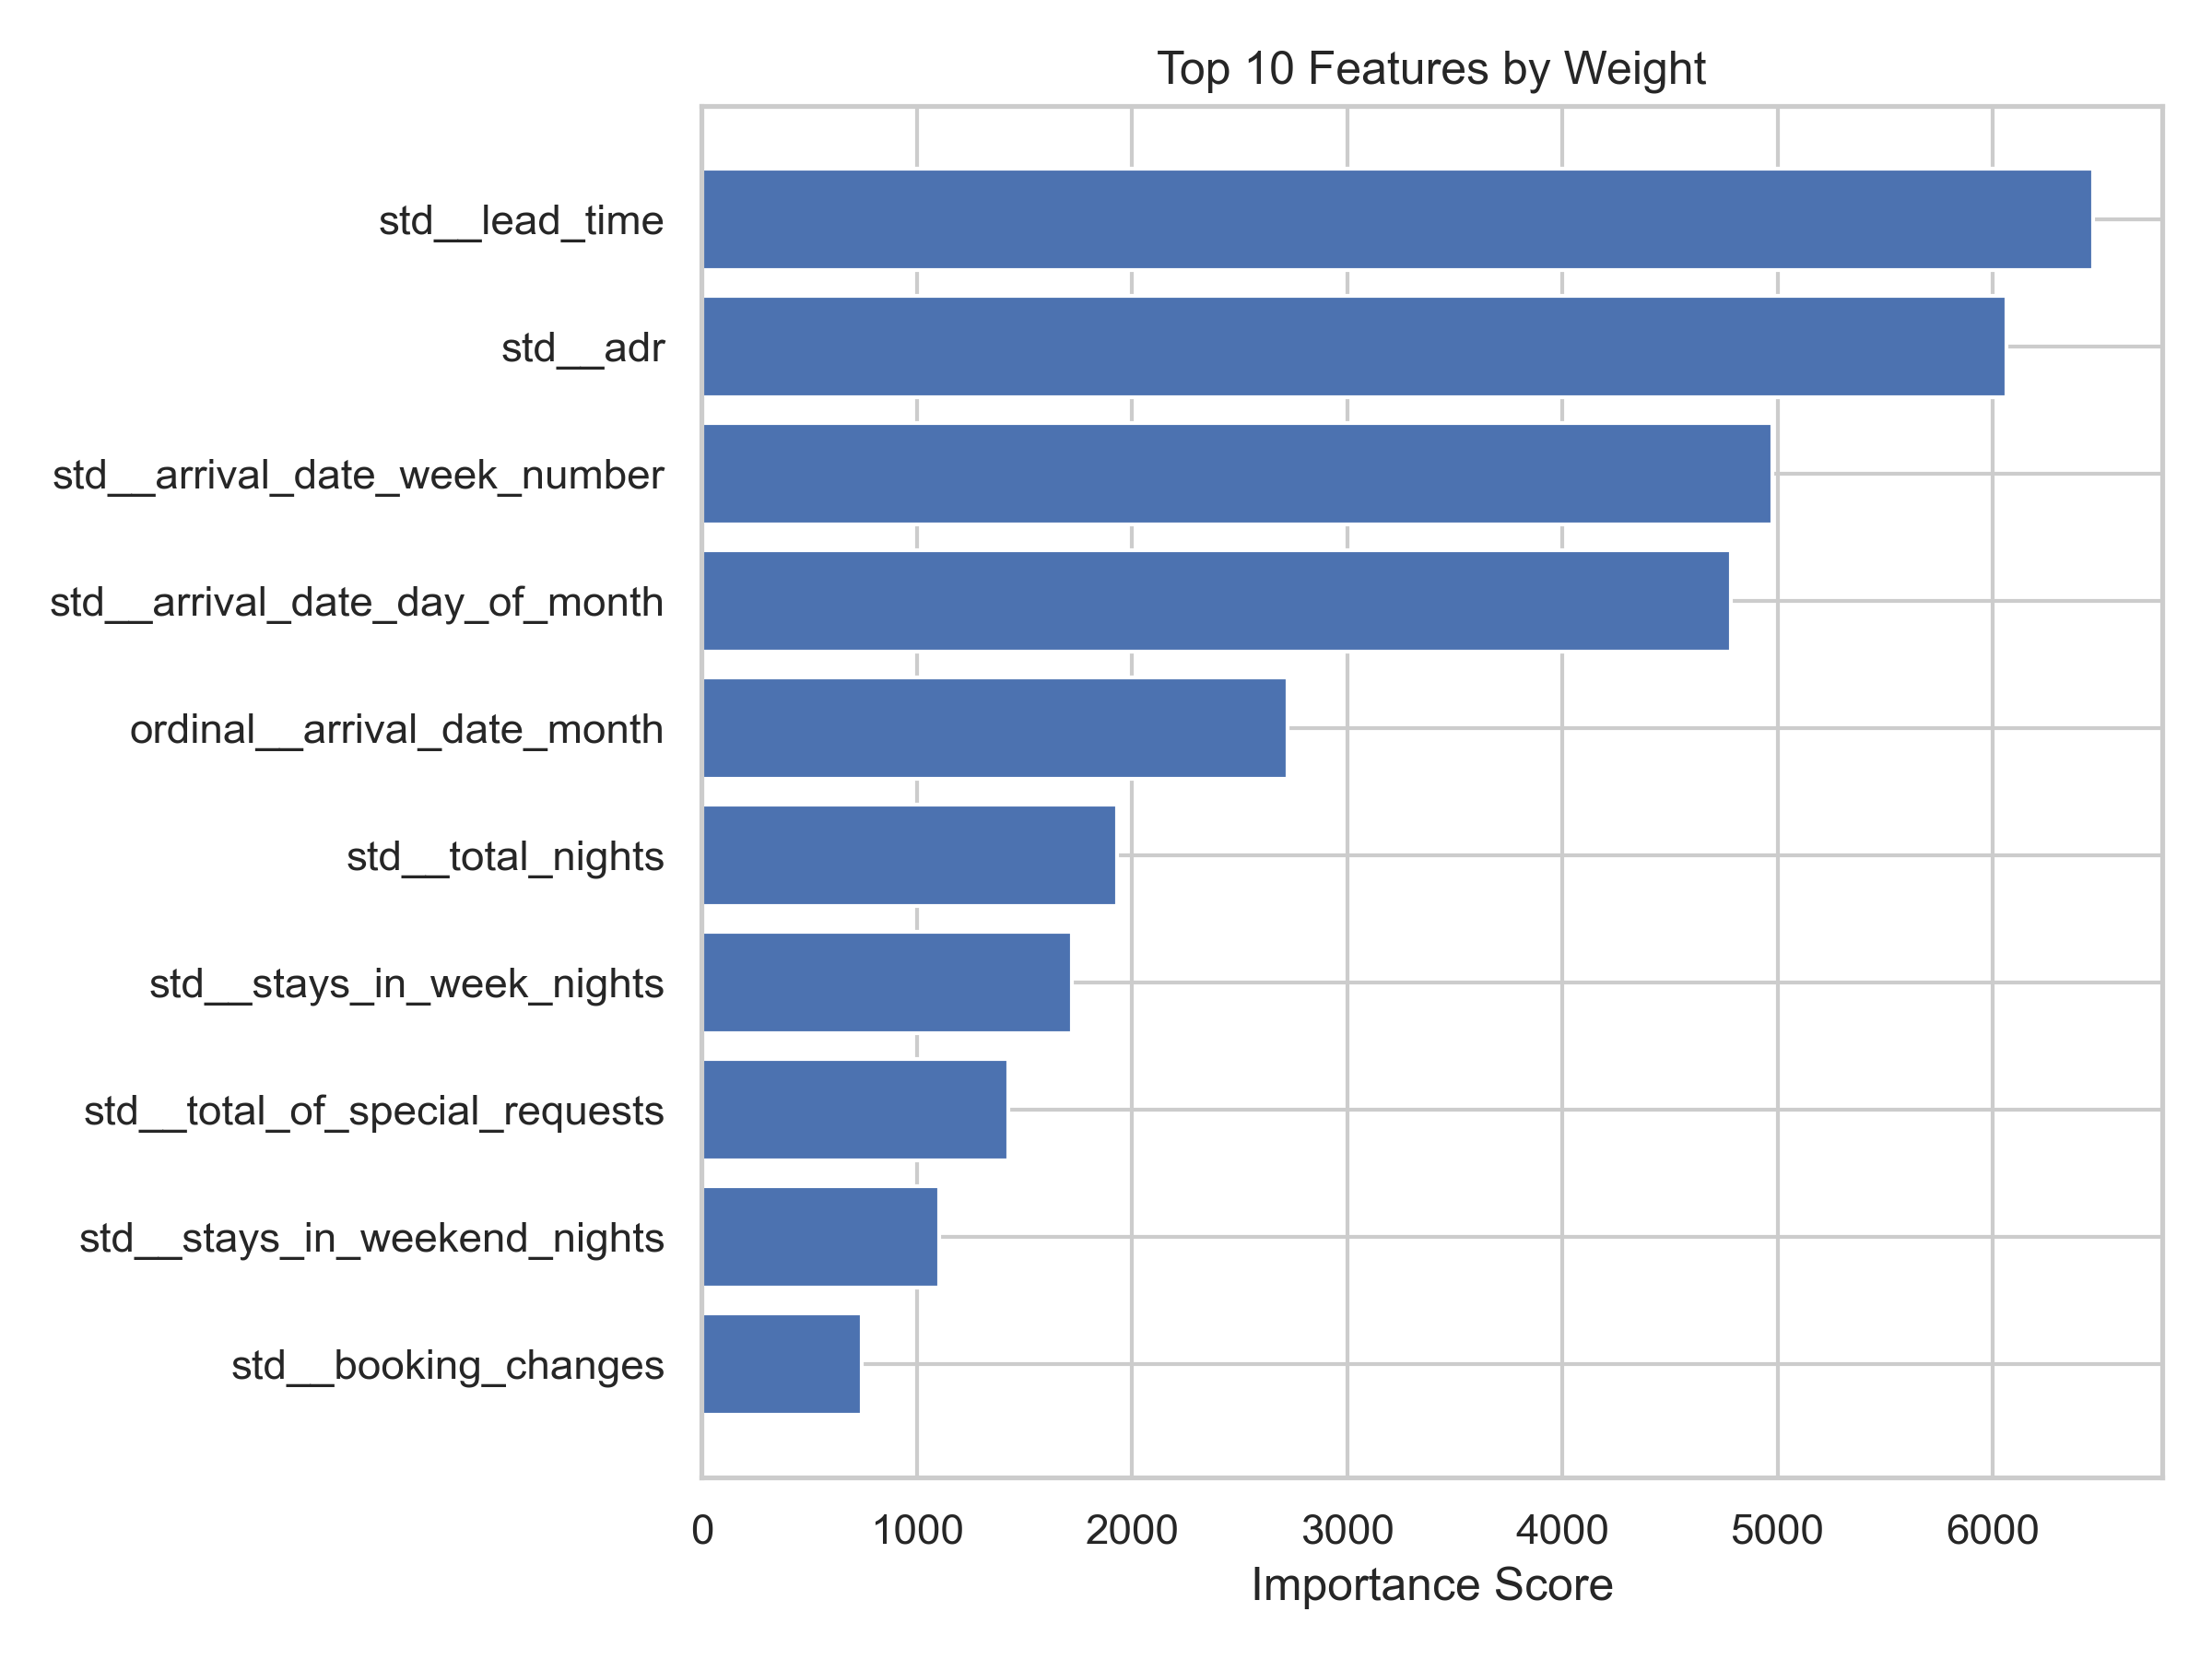 Top 10 Features by Weight
std__lead_time
std__adr
std__arrival_date_week_number
std__arrival_date_day_of_month
ordinal__arrival_date_month
std__total_nights
std__stays_in_week_nights
std__total_of_special_requests
std__stays_in_weekend_nights
std__booking_changes
0 1000 2000 3000 4000 5000 6000
Importance Score